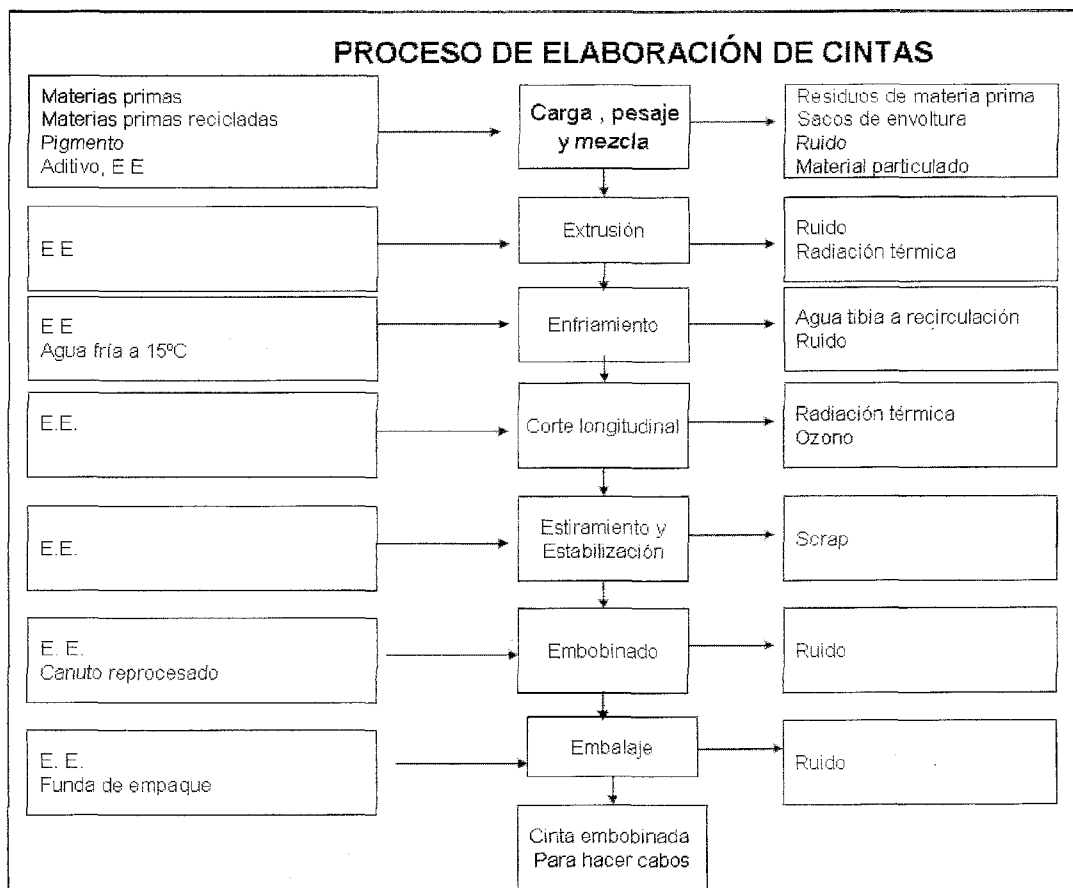 PROCESO DE ELABORACIÓN DE CINTAS
Materias primas
Materias primas recicladas
Pigmento
Aditivo, E E
Carga , pesaje
y mezcla
Residuos de materia prima
Sacos de envoltura
Ruido
Material particulado
E E
Extrusión
Ruido
Radiación térmica
E E
Agua fría a 15ºC
Enfriamiento
Agua tibia a recirculación
Ruido
E.E.
Corte longitudinal
Radiación térmica
Ozono
E.E.
Estiramiento y
Estabilización
Scrap
E. E.
Canuto reprocesado
Embobinado
Ruido
E. E.
Funda de empaque
Embalaje
Ruido
Cinta embobinada
Para hacer cabos